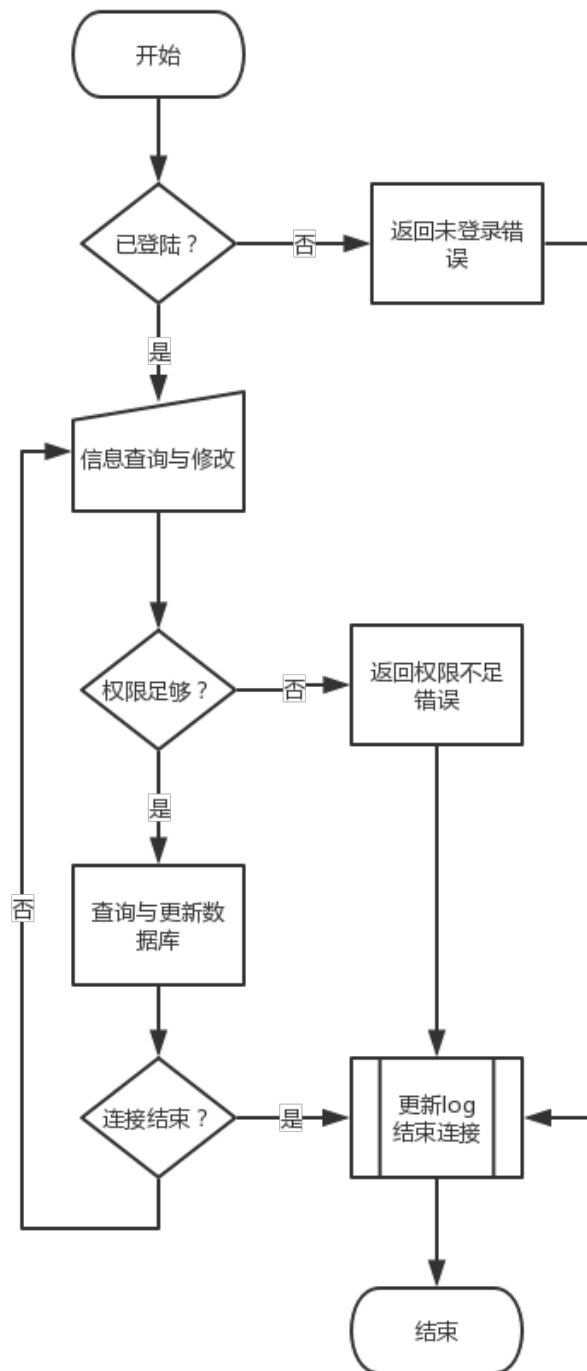 开始
已登陆？
否
返回未登录错
误
是
信息查询与修改
权限足够？
否
返回权限不足
错误
是
查询与更新数
据库
否
连接结束？
是
更新log
结束连接
结束